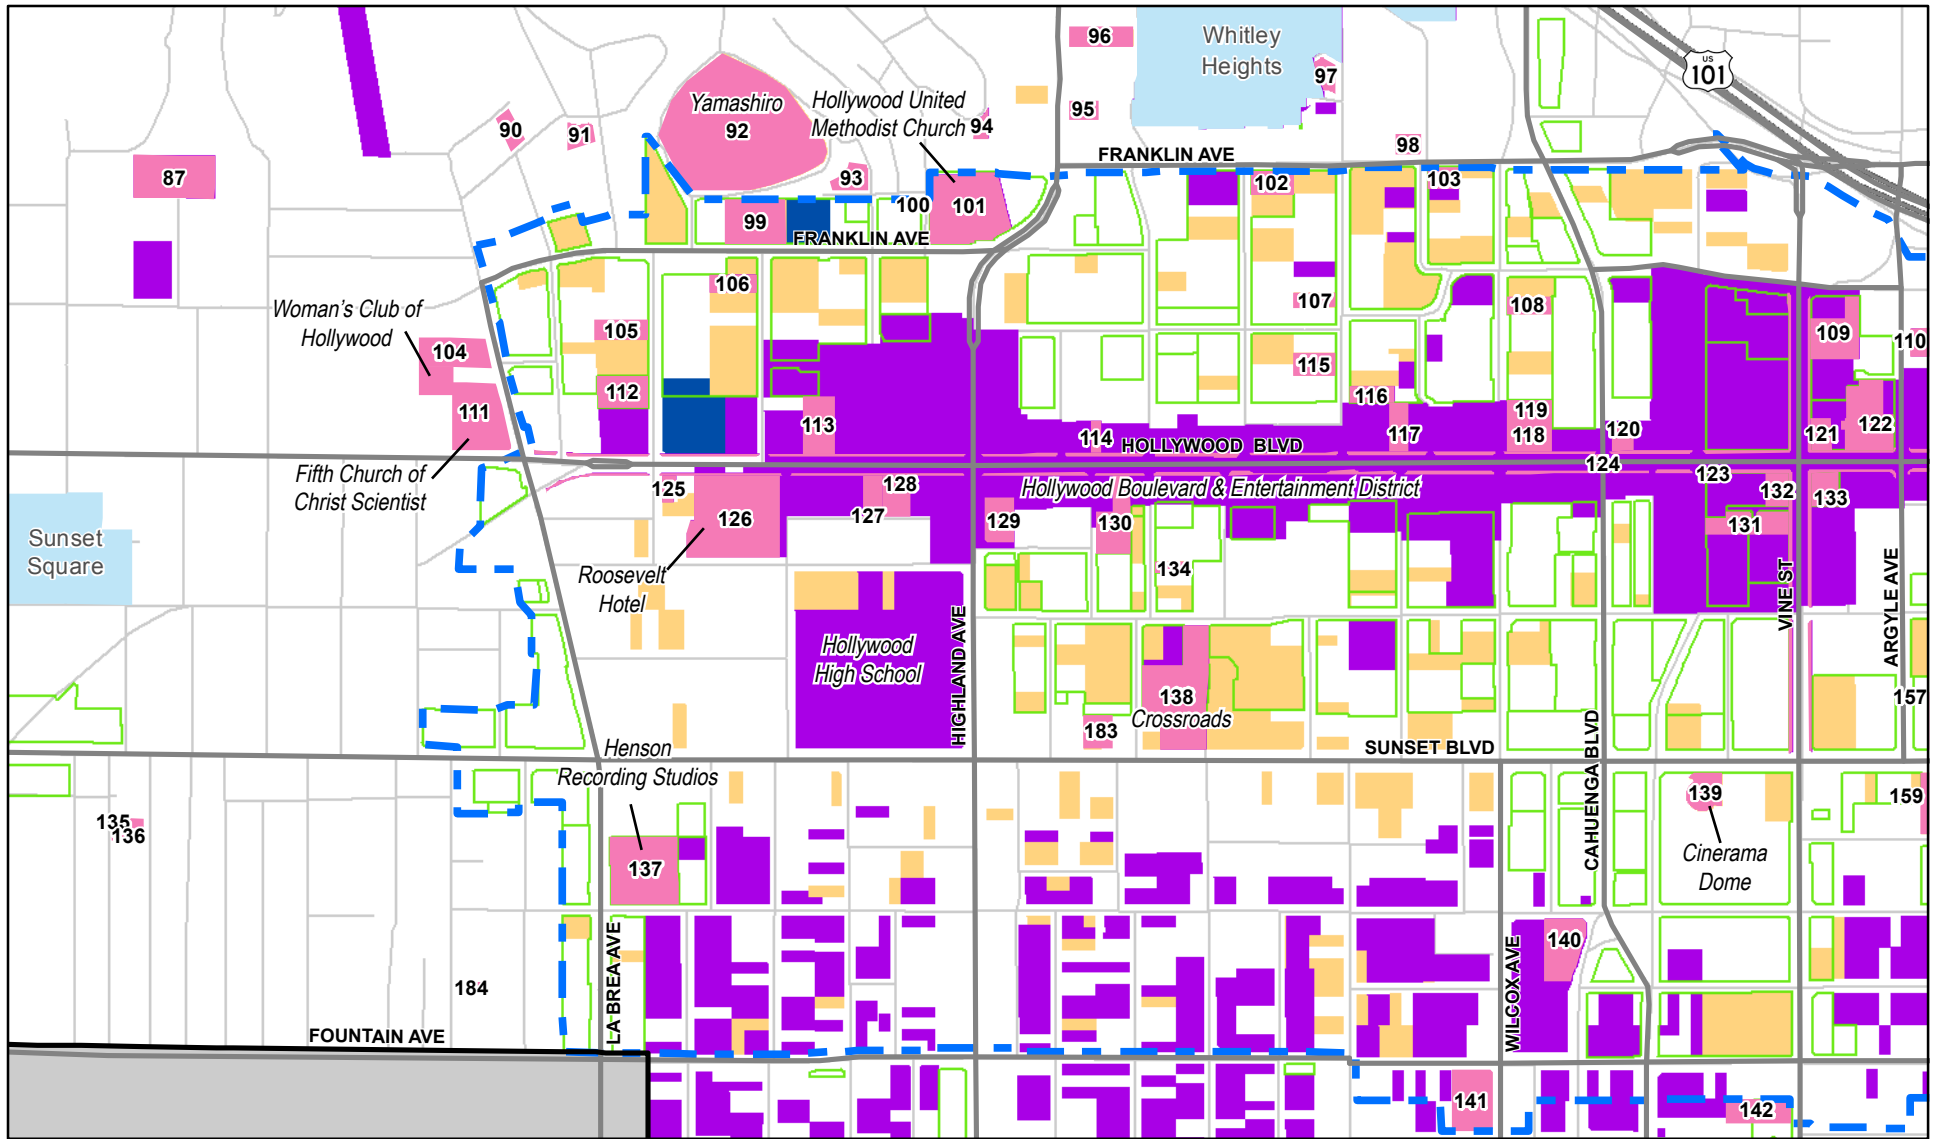 96
Whitley
Heights
US
101
97
Yamashiro
92
Hollywood United
Methodist Church
94
95
90
91
98
FRANKLIN AVE
87
93
102
103
99
100
101
FRANKLIN AVE
106
107
108
Woman's Club of
Hollywood
105
109
110
104
112
115
116
111
113
114
117
119
118
120
121
122
HOLLYWOOD BLVD
124
Fifth Church of
Christ Scientist
125
128
Hollywood Boulevard & Entertainment District
123
132
133
126
127
129
130
131
Sunset
Square
Roosevelt
Hotel
134
VINE ST
ARGYLE AVE
HIGHLAND AVE
Hollywood
High School
138
Crossroads
183
157
SUNSET BLVD
CAHUENGA BLVD
Henson
Recording Studios
135
136
137
139
159
Cinerama
Dome
140
184
LA BREA AVE
WILCOX AVE
FOUNTAIN AVE
141
142